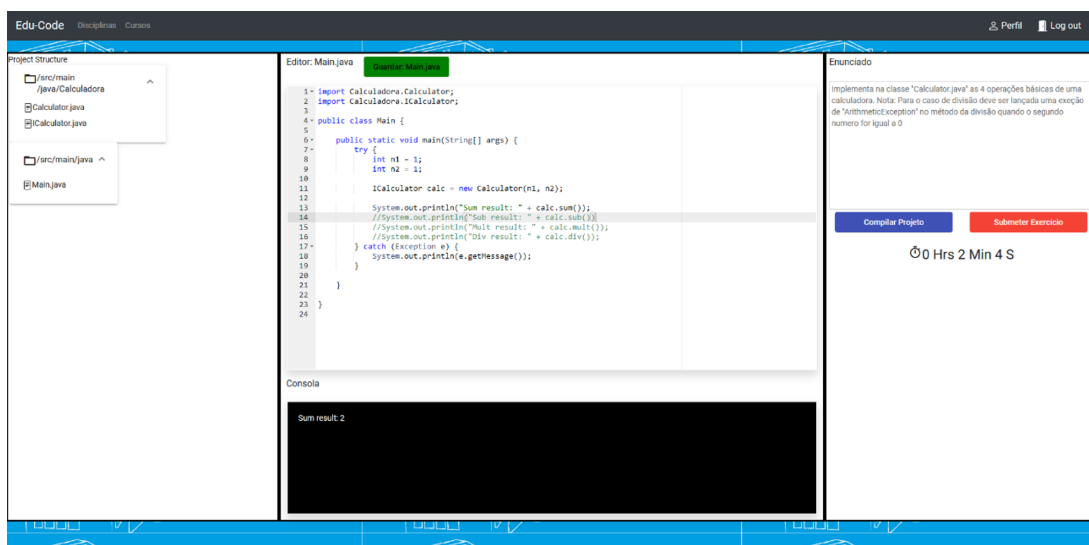 Edu-Code Disciplinas Cursos Perfil Log out
Project Structure
/src/main
/java/Calculadora
Calculator.java
ICalculator.java
/src/main/java
Main.java
Editor: Main.java Guardar: Main.java
1 import Calculadora.Calculator;
2 import Calculadora.ICalculator;
3
4 public class Main {
5
6 public static void main(String[] args) {
7 try {
8 int n1 = 1;
9 int n2 = 1;
10
11 ICalculator calc = new Calculator(n1, n2);
12
13 System.out.println("Sum result: " + calc.sum());
14 //System.out.println("Sub result: " + calc.sub())
15 //System.out.println("Mult result: " + calc.mult());
16 //System.out.println("Div result: " + calc.div());
17 } catch (Exception e) {
18 System.out.println(e.getMessage());
19 }
20
21 }
22
23 }
24
Consola
Sum result: 2
Enunciado
Implementa na classe "Calculator.java" as 4 operações básicas de uma
calculadora. Nota: Para o caso de divisão deve ser lançada uma exeção
de "ArithmeticException" no método da divisão quando o segundo
numero for igual a 0
Compilar Projeto Submeter Exercício
0 Hrs 2 Min 4 S